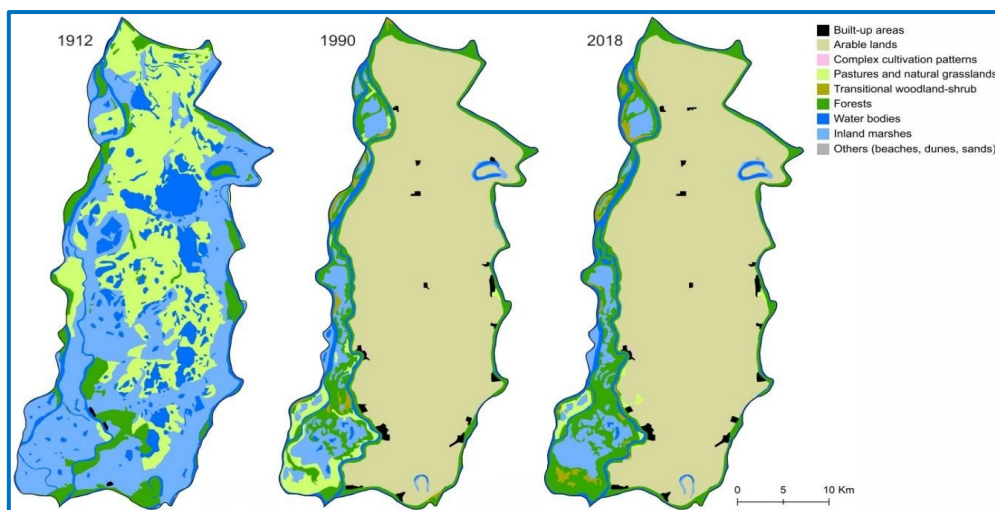 1912
1990
2018
Built-up areas
Arable lands
Complex cultivation patterns
Pastures and natural grasslands
Transitional woodland-shrub
Forests
Water bodies
Inland marshes
Others (beaches, dunes, sands)
0 5 10 Km